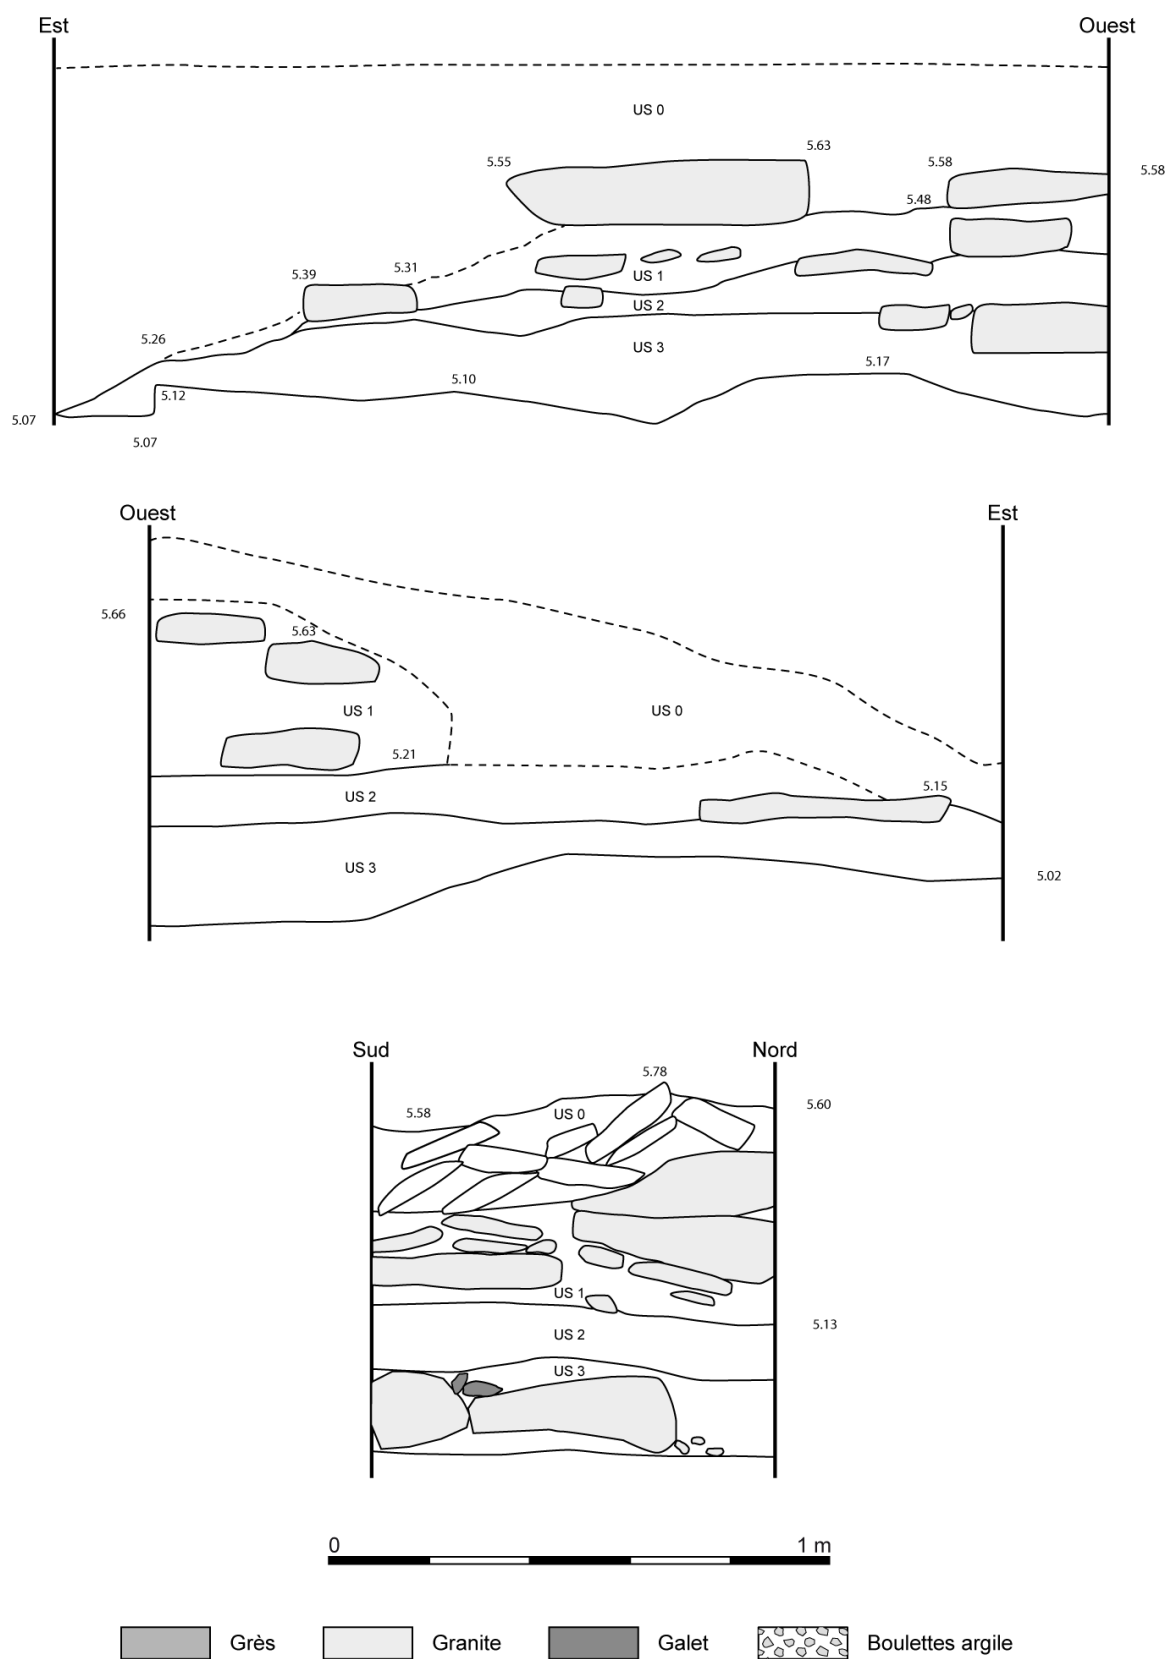 Est Ouest
US 0
5.63
5.55 5.58 5.58
5.48
5.39 5.31
US 1
US 2
5.26 US 3
5.17
5.10
5.12
5.07
5.07
Ouest Est
5.66
5.63
US 1 US 0
5.21
5.15
US 2
US 3
5.02
Sud Nord
5.78
5.58 US 0 5.60
US 1
5.13
US 2
US 3
0 1 m
Grès Granite Galet Boulettes argile